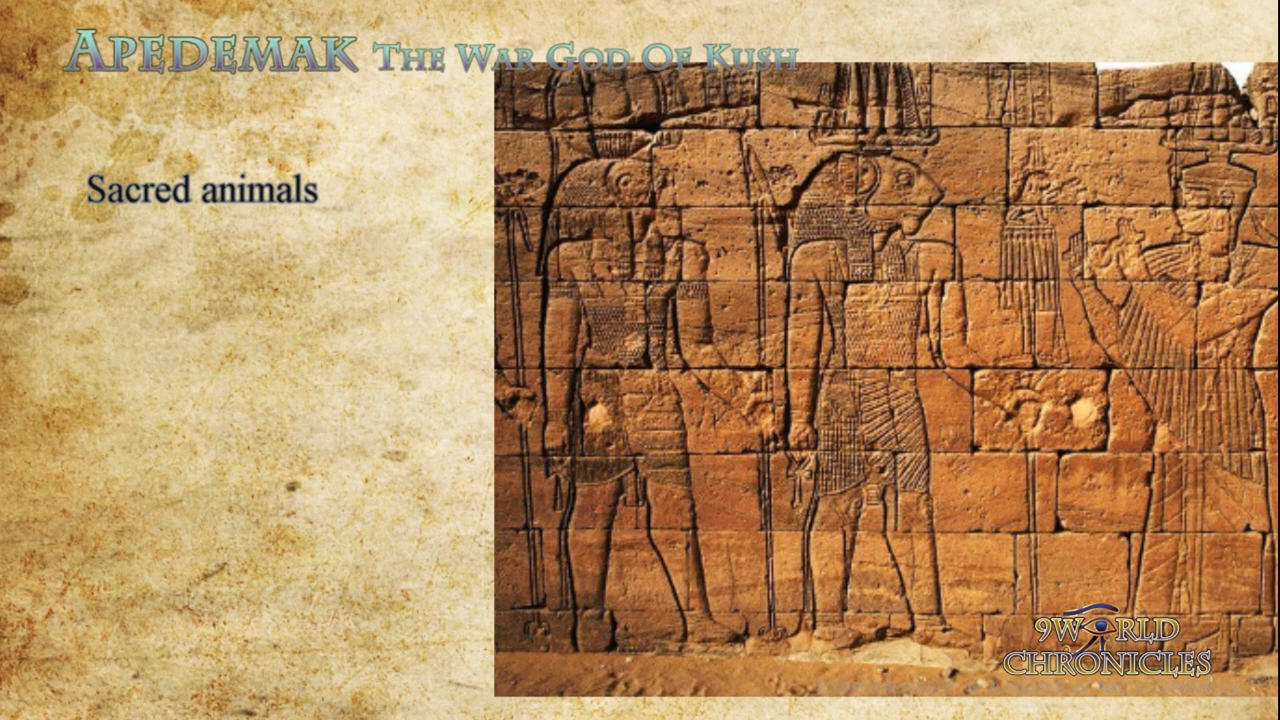 APEDEMAK THE WAR GOD OF KUSH
Sacred animals
9WORLD
CHRONICLES